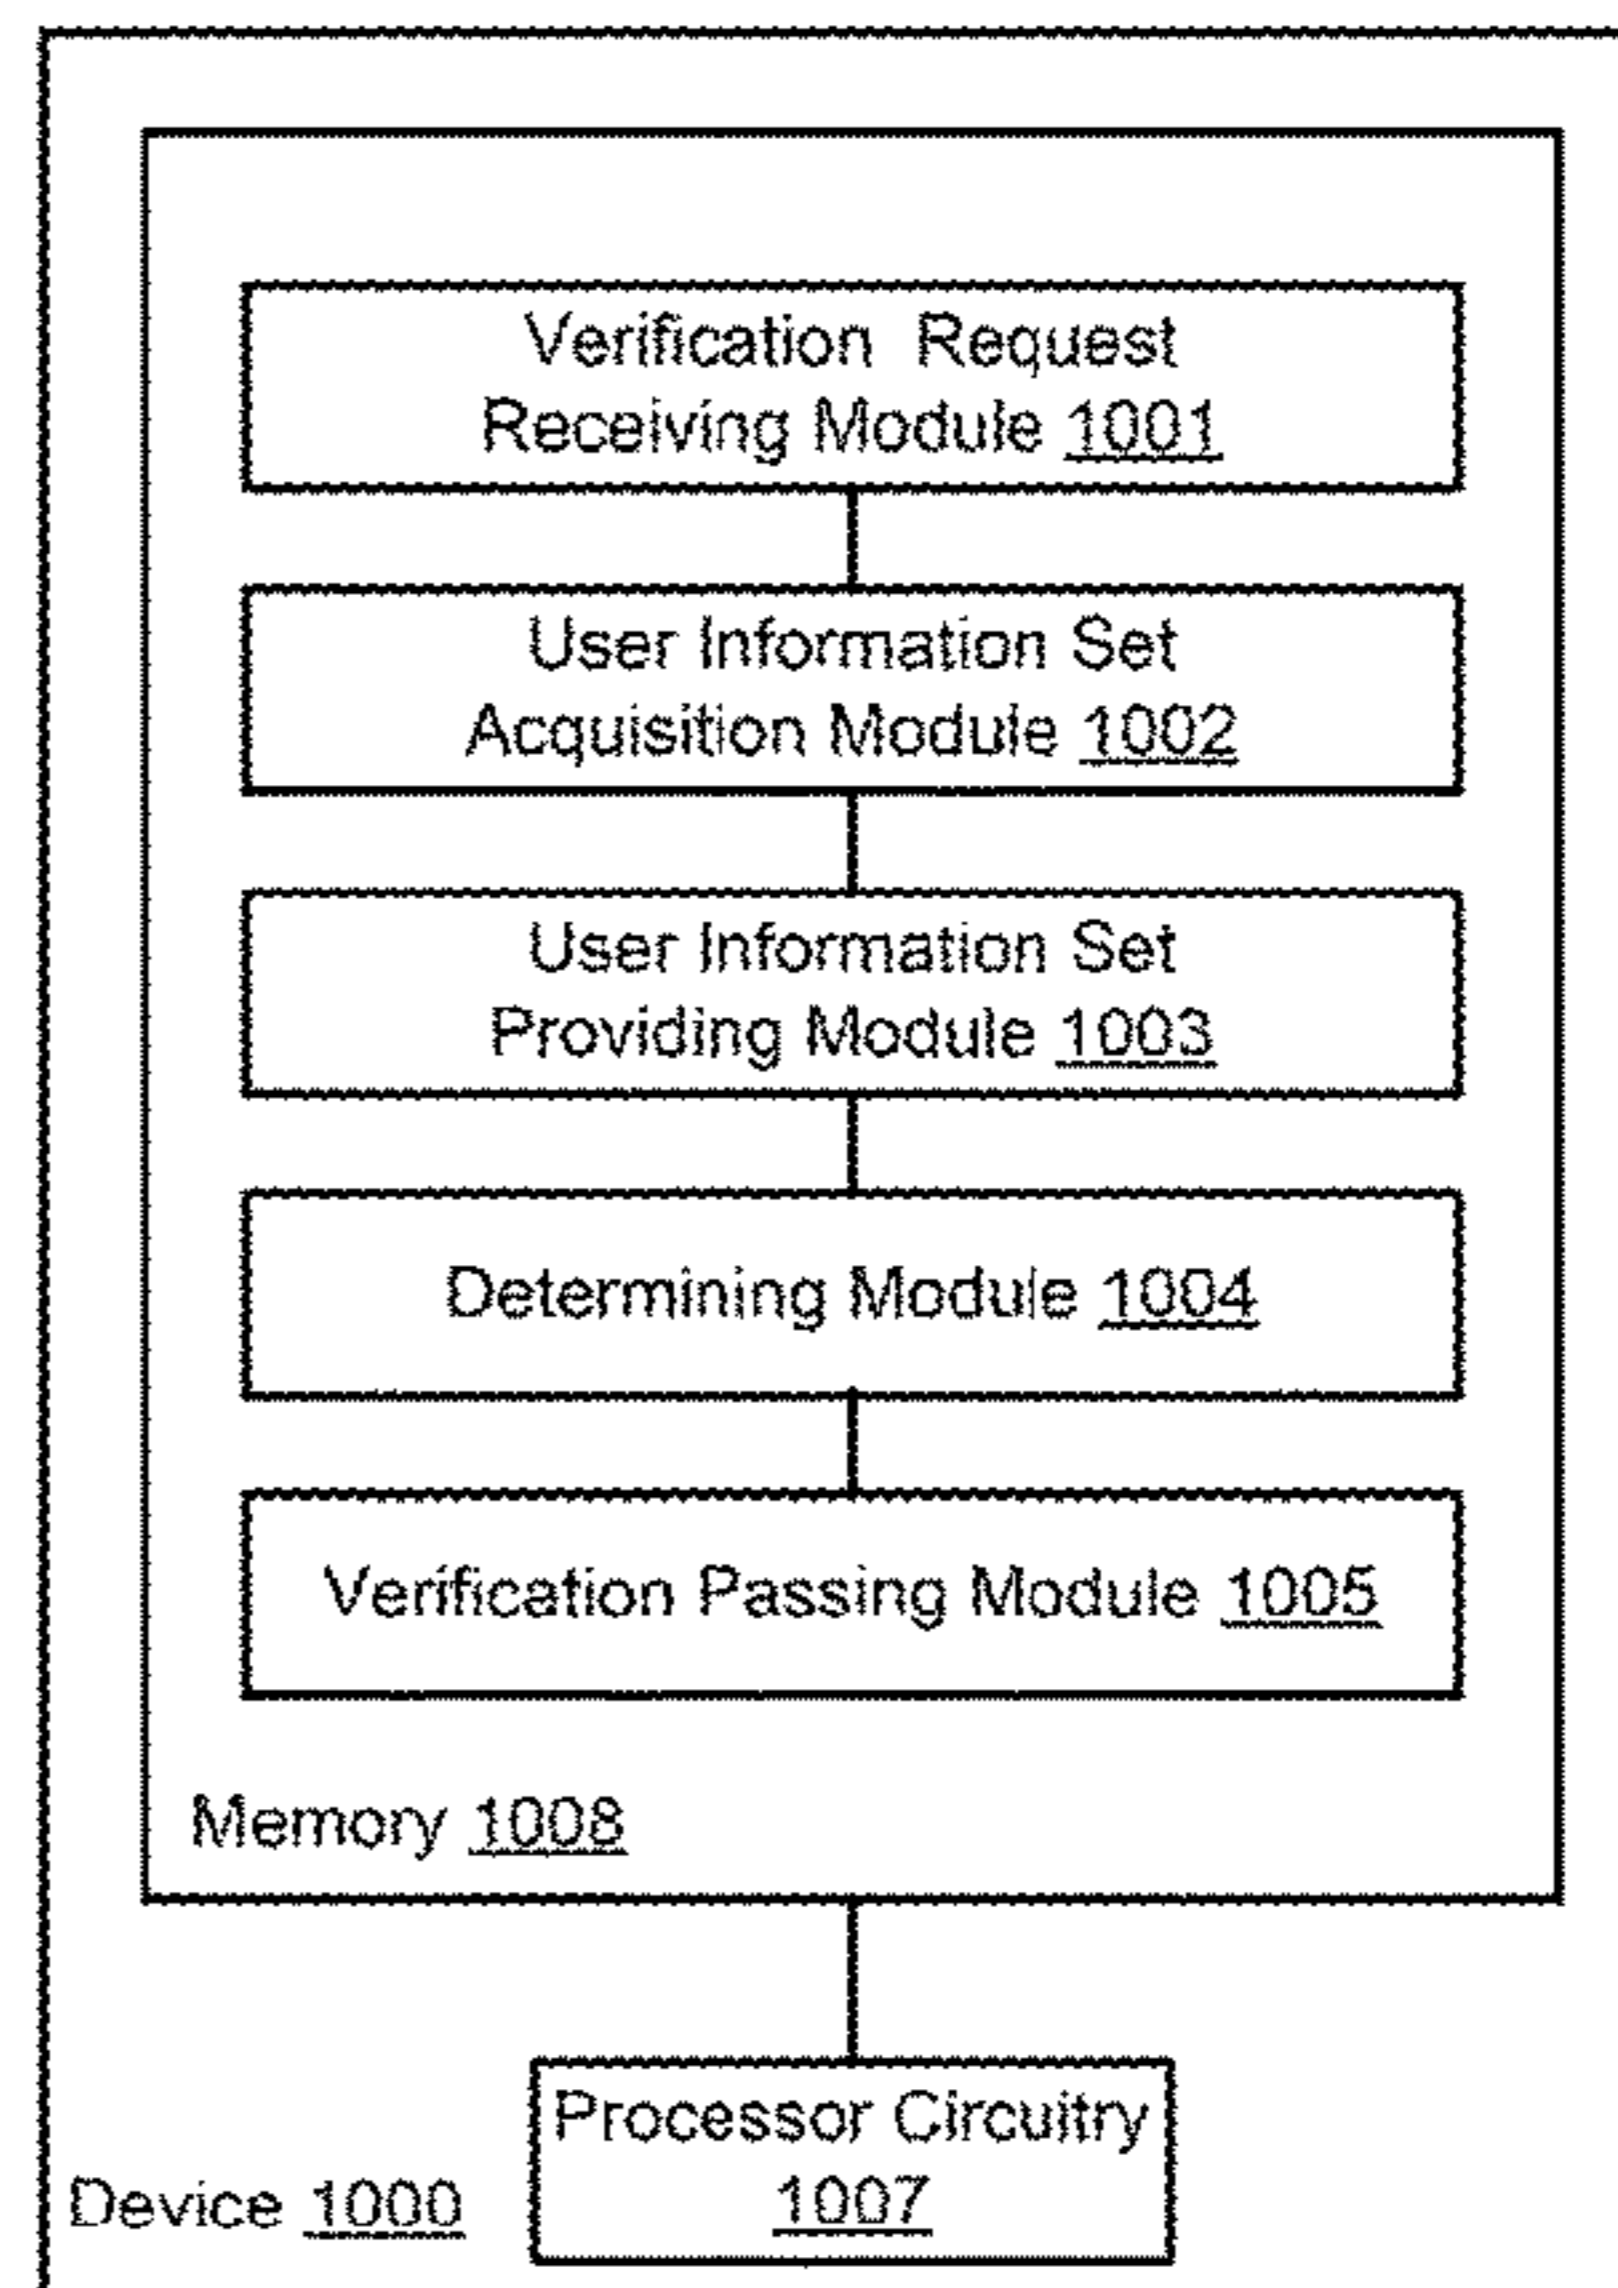 Verification Request
Receiving Module 1001
User Information Set
Acquisition Module 1002
User Information Set
Providing Module 1003
Determining Module 1004
Verification Passing Module 1005
Memory 1008
Processor Circuitry
1007
Device 1000